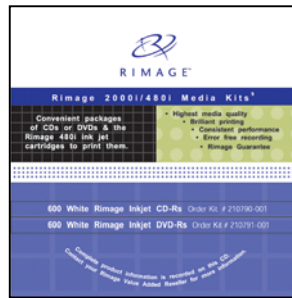 RIMAGE™
Rimage 2000i/480i Media Kits
Convenient packages
of CDs or DVDs & the
Rimage 480i ink jet
cartridges to print them.
• Highest media quality
• Brilliant printing
• Consistent performance
• Error free recording
• Rimage Guarantee
600 White Rimage Inkjet CD-Rs Order Kit # 210790-001
600 White Rimage Inkjet DVD-Rs Order Kit # 210791-001
Complete product information is recorded on this CD.
Contact your Rimage Value Added Reseller for more information.